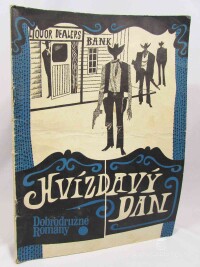 LIQUOR DEALERS
BANK
HVÍZDAVÝ
DAN
Dobrodružné
Romány